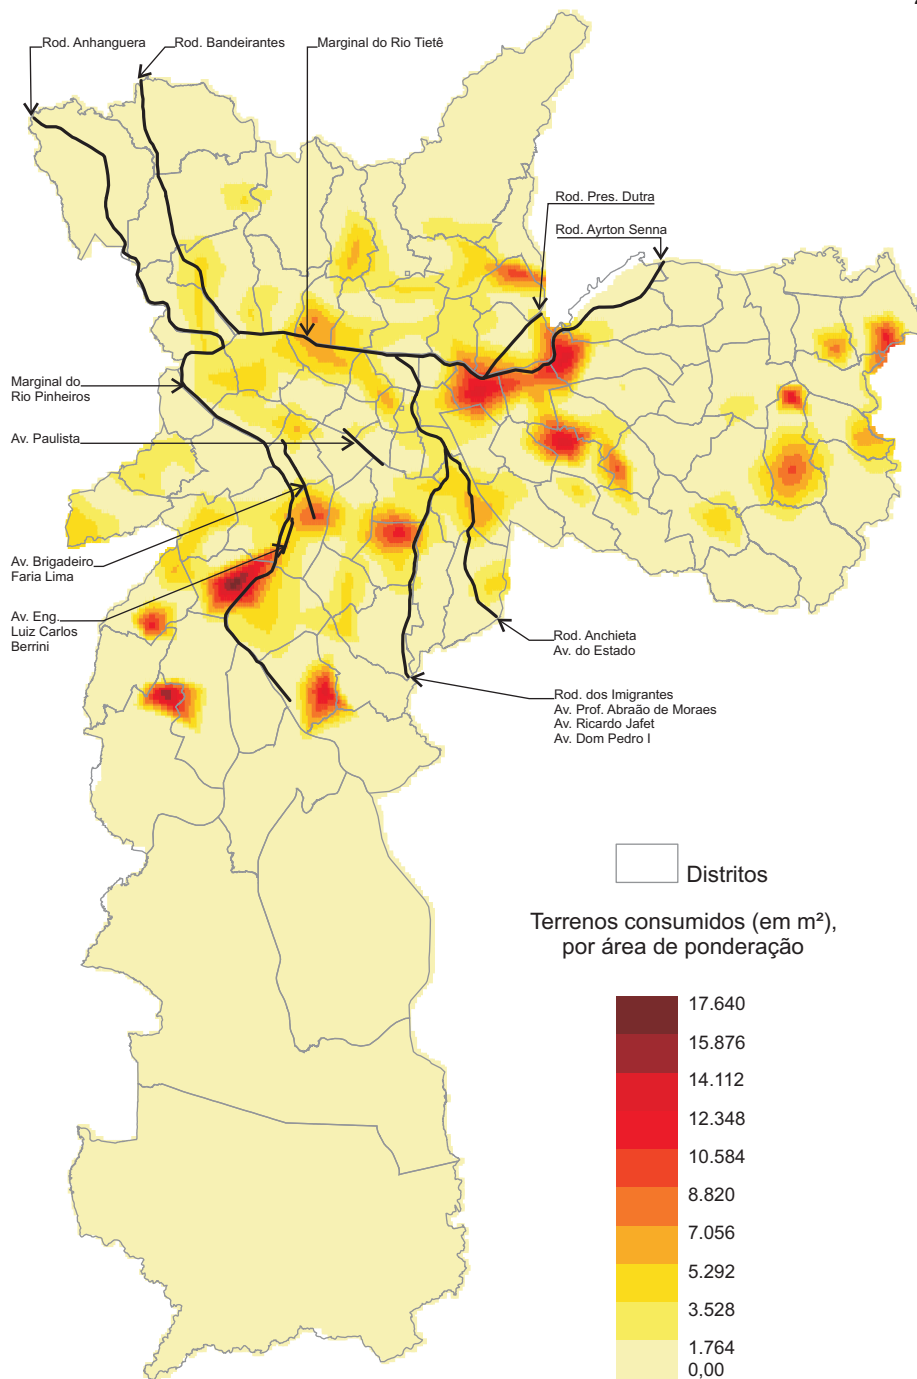 Rod. Anhanguera
Rod. Bandeirantes
Marginal do Rio Tietê
Rod. Pres. Dutra
Rod. Ayrton Senna
Marginal do
Rio Pinheiros
Av. Paulista
Av. Brigadeiro
Faria Lima
Av. Eng.
Luiz Carlos
Berrini
Rod. Anchieta
Av. do Estado
Rod. dos Imigrantes
Av. Prof. Abraão de Moraes
Av. Ricardo Jafet
Av. Dom Pedro I
Distritos
Terrenos consumidos (em m²),
por área de ponderação
17.640
15.876
14.112
12.348
10.584
8.820
7.056
5.292
3.528
1.764
0,00